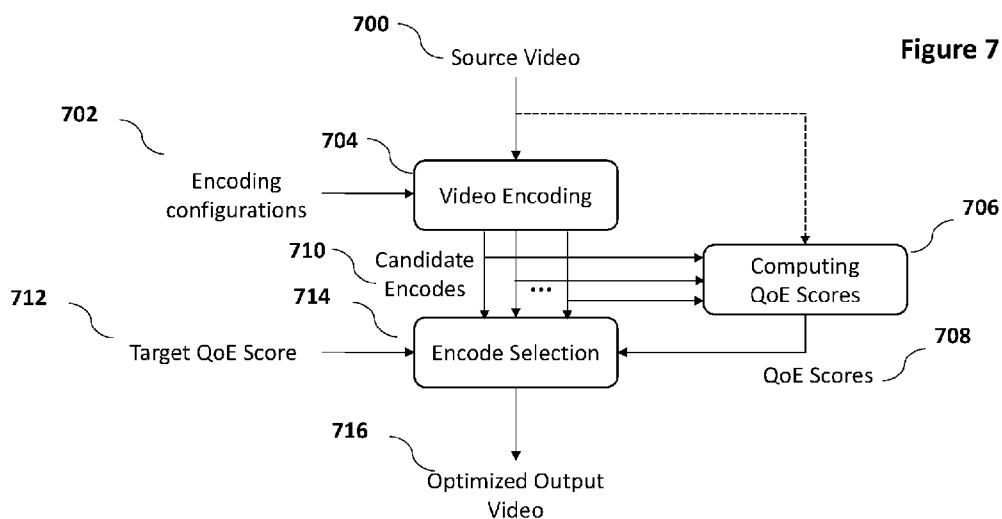 700
Source Video
Figure 7
702
704
Encoding
configurations
Video Encoding
706
710
Candidate
Encodes
Computing
QoE Scores
...
712
714
Target QoE Score
Encode Selection
708
QoE Scores
716
Optimized Output
Video